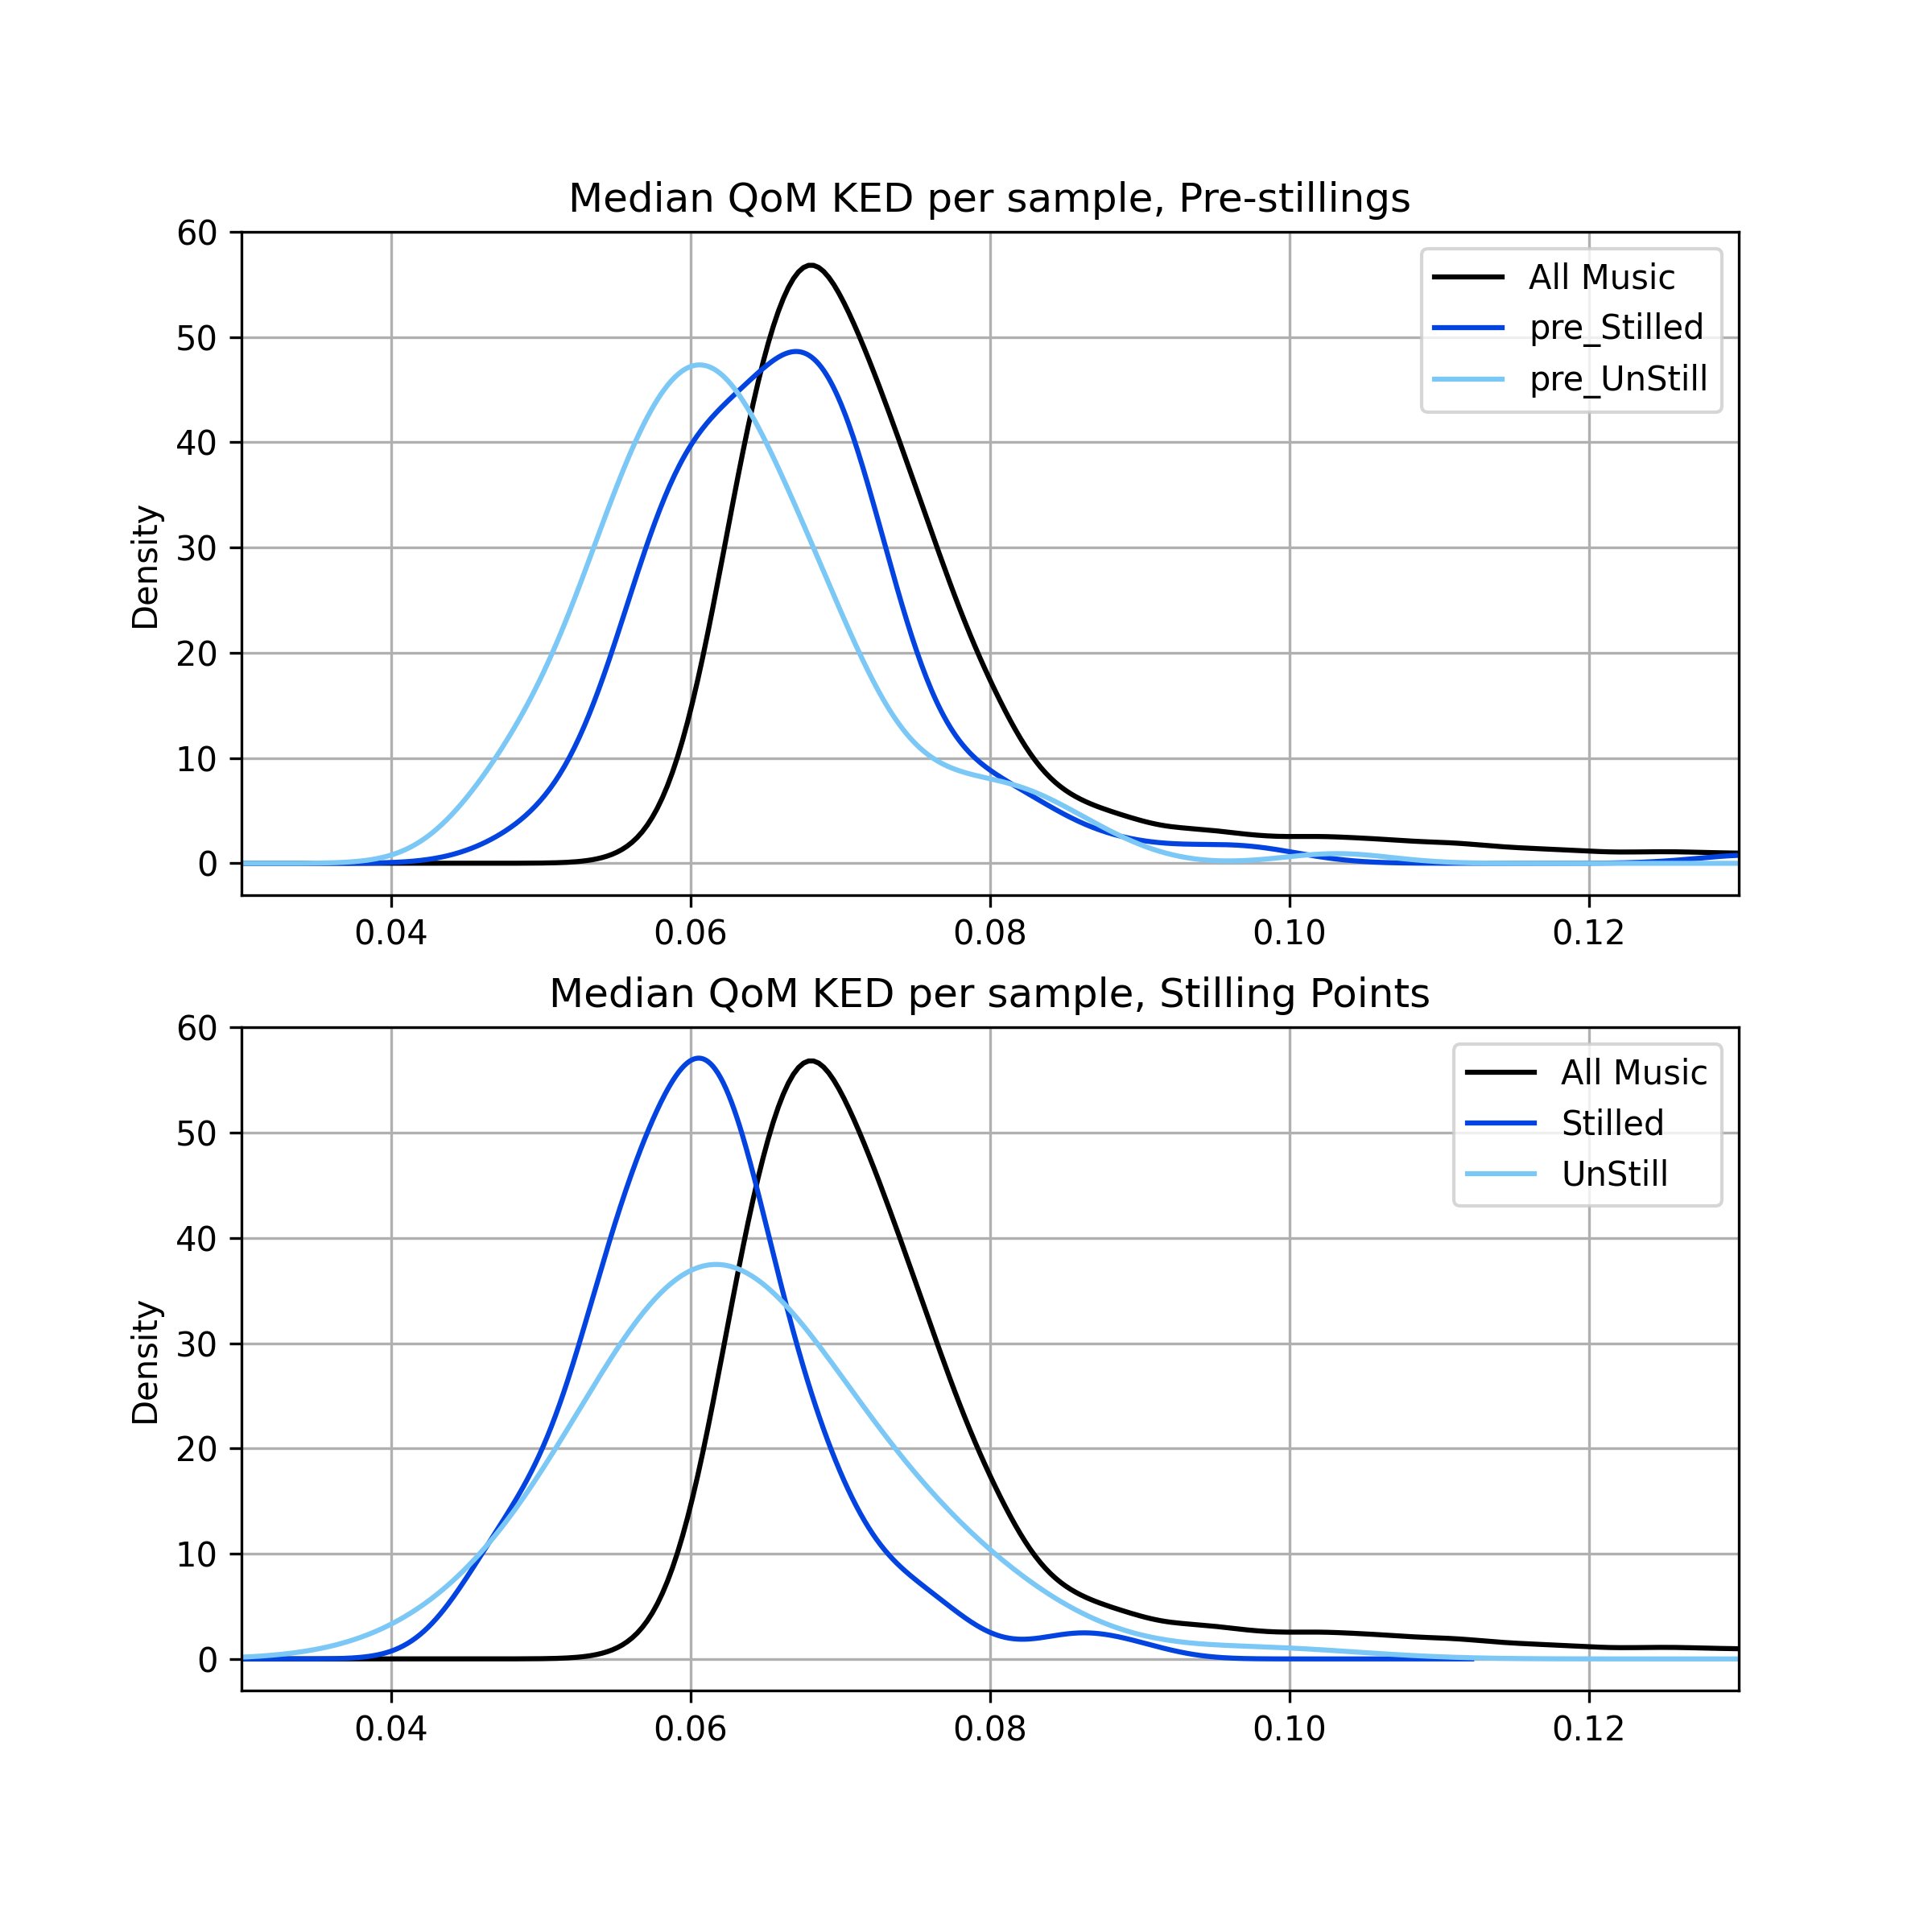 Median QoM KED per sample, Pre-stillings
60
50
40
30
20
10
0
Density
All Music
pre_Stilled
pre_UnStill
0.04 0.06 0.08 0.10 0.12
Median QoM KED per sample, Stilling Points
60
50
40
30
20
10
0
Density
All Music
Stilled
UnStill
0.04 0.06 0.08 0.10 0.12